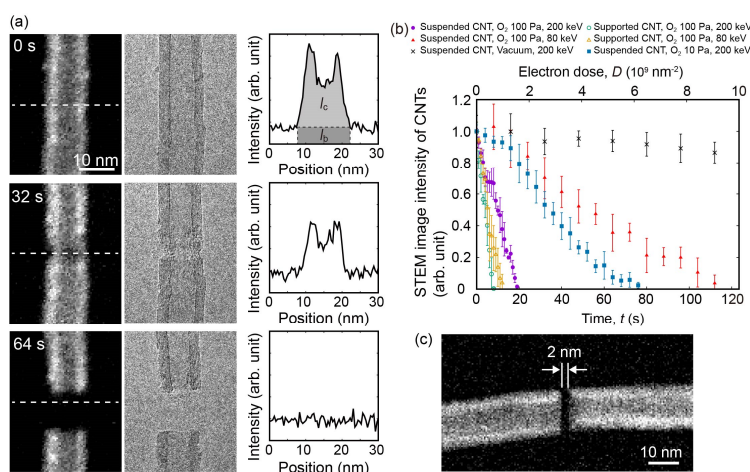 (a)
0 s
10 nm
Intensity (arb. unit)
Ic
Ib
0 10 20 30
Position (nm)
32 s
Intensity (arb. unit)
0 10 20 30
Position (nm)
64 s
Intensity (arb. unit)
0 10 20 30
Position (nm)
(b)
Suspended CNT, O2 100 Pa, 200 keV
Supported CNT, O2 100 Pa, 200 keV
Suspended CNT, O2 100 Pa, 80 keV
Supported CNT, O2 100 Pa, 80 keV
Suspended CNT, Vacuum, 200 keV
Suspended CNT, O2 10 Pa, 200 keV
Electron dose, D (10⁹ nm⁻²)
0 2 4 6 8 10
STEM image intensity of CNTs
(arb. unit)
1.2
1.0
0.8
0.6
0.4
0.2
0
0 20 40 60 80 100 120
Time, t (s)
(c)
2 nm
10 nm